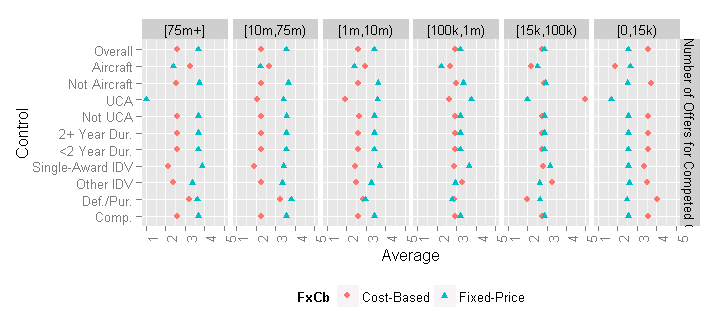 [75m+] [10m,75m) [1m,10m) [100k,1m) [15k,100k) [0,15k)
Overall
Aircraft
Not Aircraft
UCA
Not UCA
2+ Year Dur.
<2 Year Dur.
Single-Award IDV
Other IDV
Def./Pur.
Comp.
Control
Number of Offers for Competed
1 2 3 4 5 1 2 3 4 5 1 2 3 4 5 1 2 3 4 5 1 2 3 4 5 1 2 3 4 5
Average
FxCb Cost-Based Fixed-Price